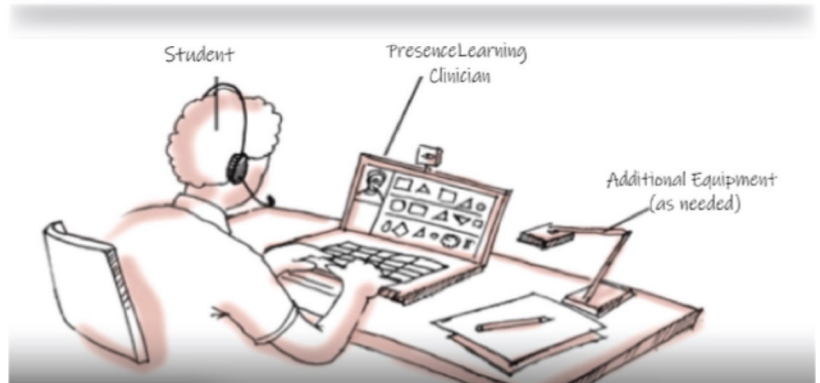 Student
PresenceLearning
Clinician
Additional Equipment
(as needed)